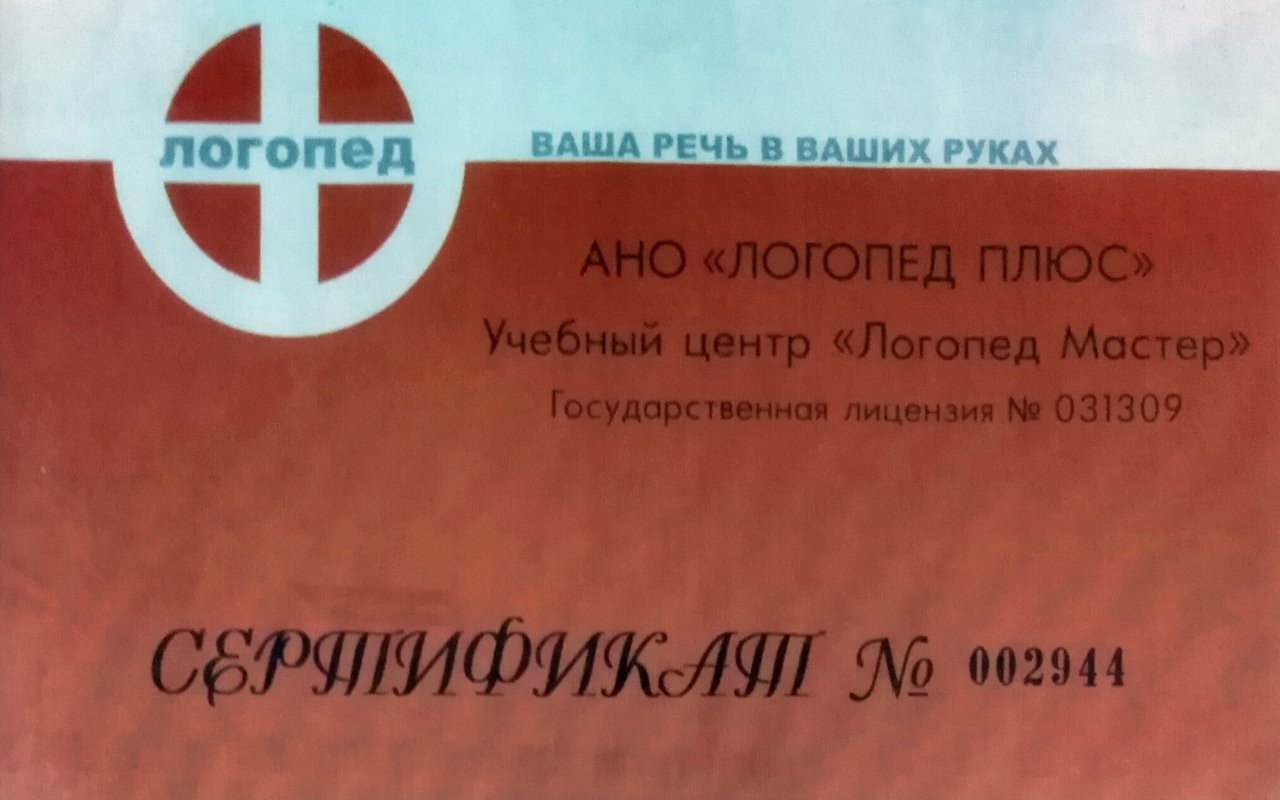 ЛОГОПЕД
ВАША РЕЧЬ В ВАШИХ РУКАХ
АНО «ЛОГОПЕД ПЛЮС»
Учебный центр «Логопед Мастер»
Государственная лицензия № 031309
СЕРТИФИКАТ № 002944